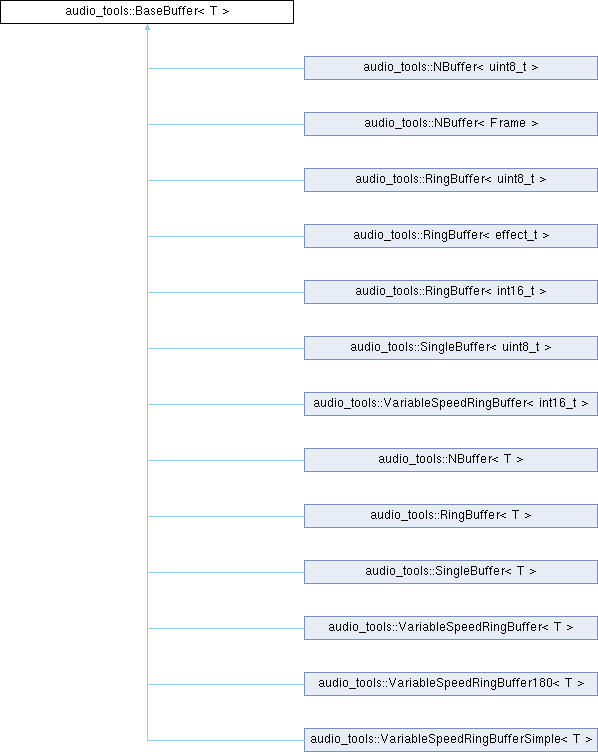 audio_tools::BaseBuffer< T >
audio_tools::NBuffer< uint8_t >
audio_tools::NBuffer< Frame >
audio_tools::RingBuffer< uint8_t >
audio_tools::RingBuffer< effect_t >
audio_tools::RingBuffer< int16_t >
audio_tools::SingleBuffer< uint8_t >
audio_tools::VariableSpeedRingBuffer< int16_t >
audio_tools::NBuffer< T >
audio_tools::RingBuffer< T >
audio_tools::SingleBuffer< T >
audio_tools::VariableSpeedRingBuffer< T >
audio_tools::VariableSpeedRingBuffer180< T >
audio_tools::VariableSpeedRingBufferSimple< T >